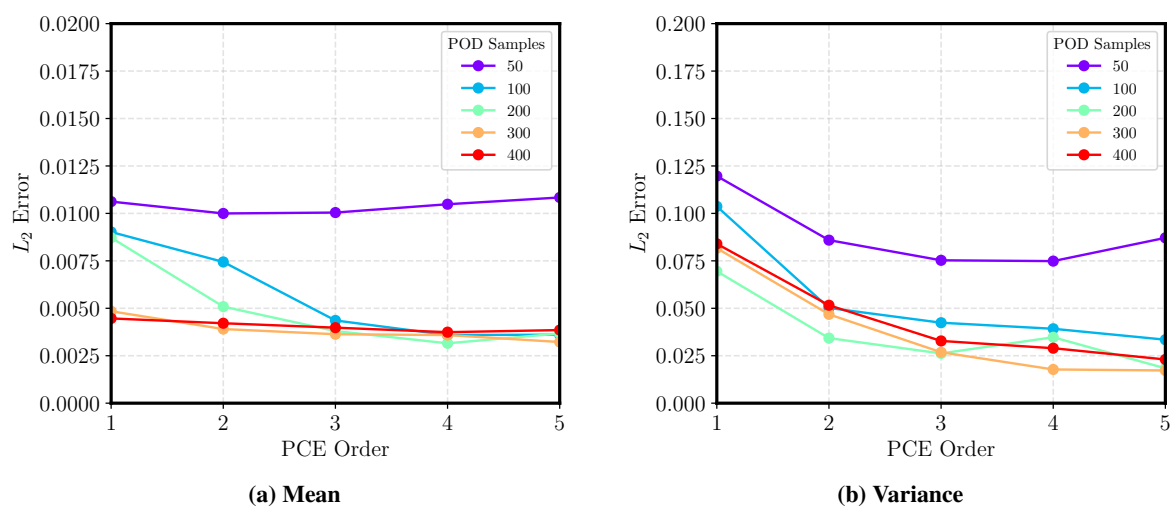 0.0200
0.0175
0.0150
0.0125
0.0100
0.0075
0.0050
0.0025
0.0000
L₂ Error
1 2 3 4 5
PCE Order
POD Samples
50
100
200
300
400
(a) Mean
0.200
0.175
0.150
0.125
0.100
0.075
0.050
0.025
0.000
L₂ Error
1 2 3 4 5
PCE Order
POD Samples
50
100
200
300
400
(b) Variance